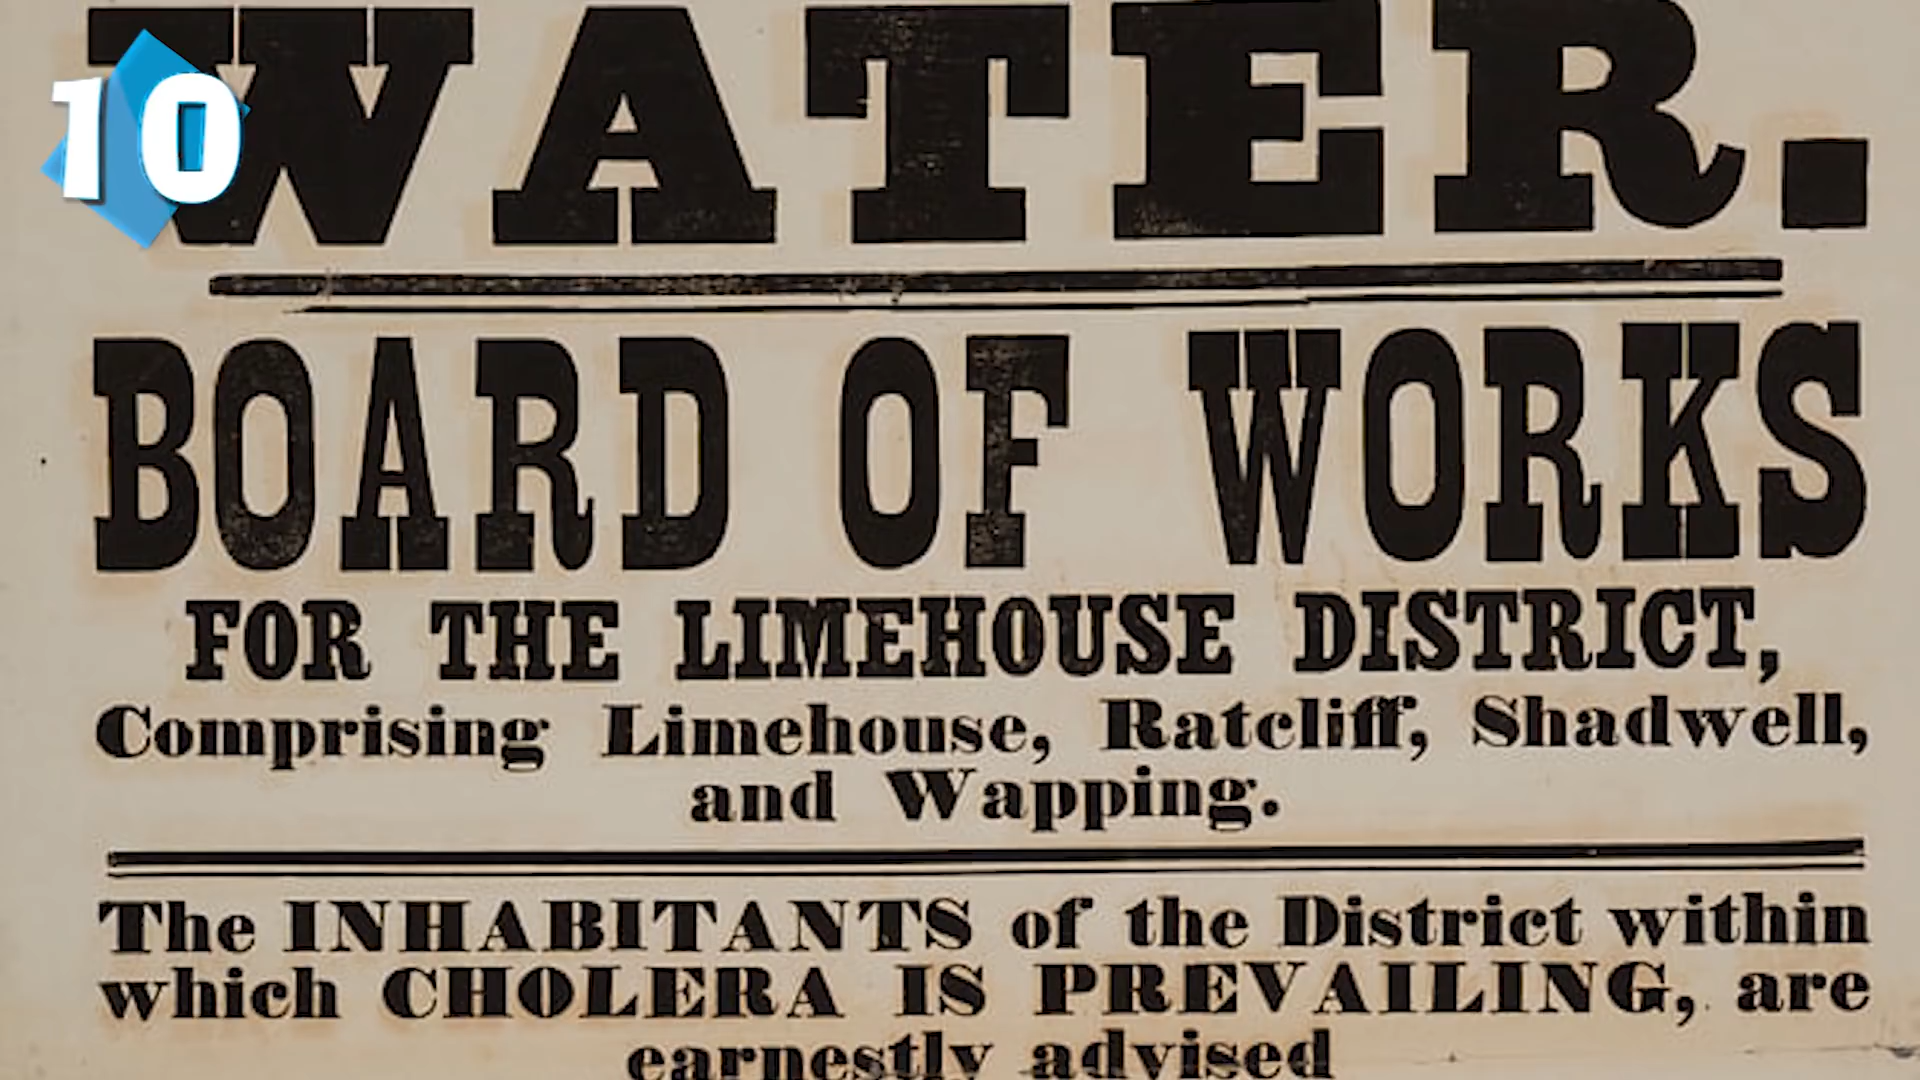 10
WATER.
BOARD OF WORKS
FOR THE LIMEHOUSE DISTRICT,
Comprising Limehouse, Ratcliff, Shadwell,
and Wapping.
The INHABITANTS of the District within
which CHOLERA IS PREVAILING, are
earnestly advised